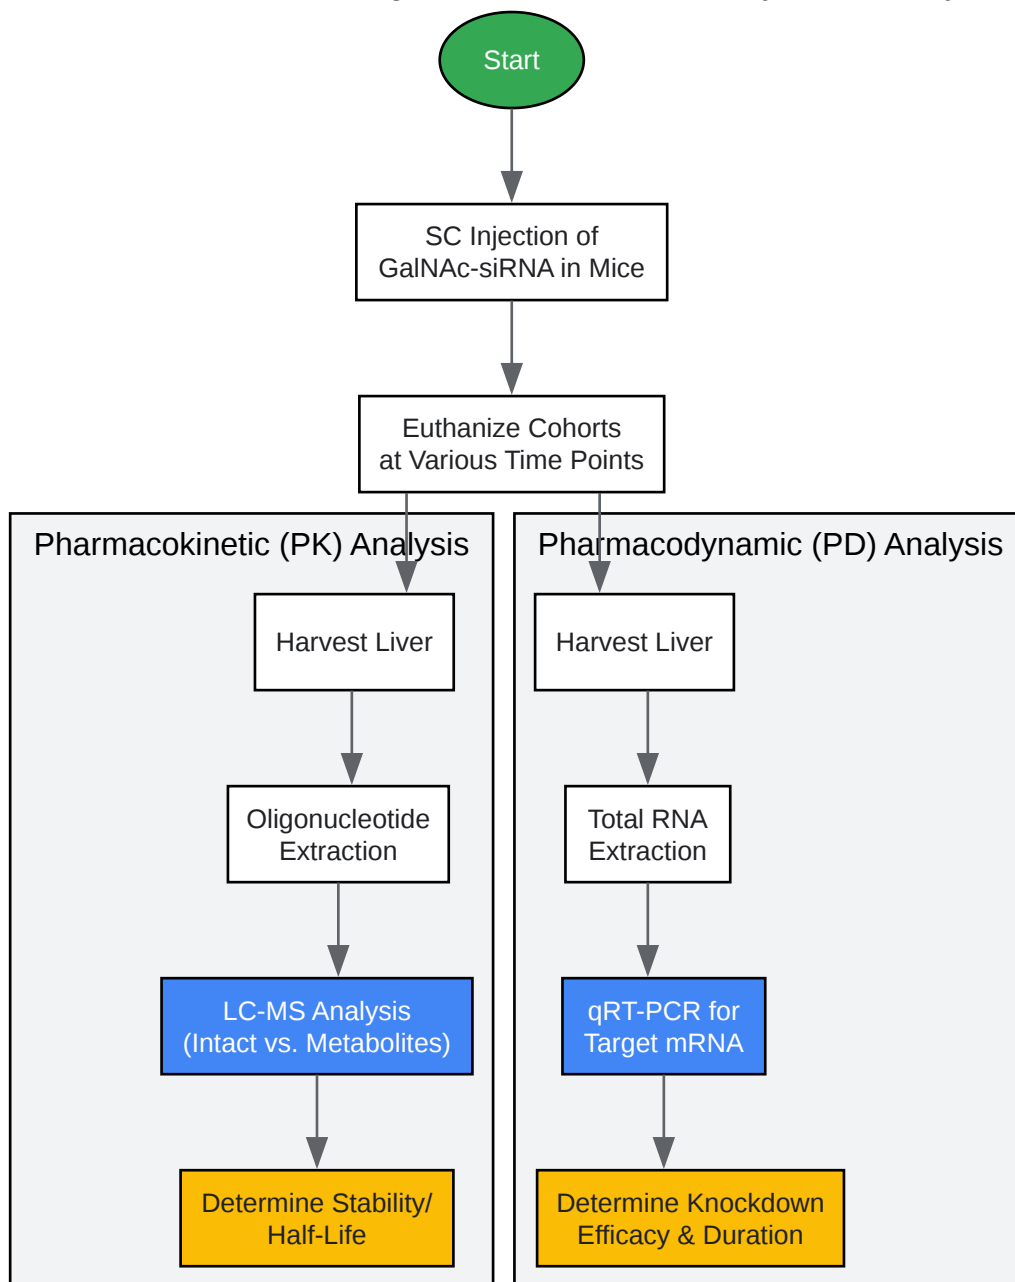 Start
SC Injection of
GalNAc-siRNA in Mice
Euthanize Cohorts
at Various Time Points
Pharmacokinetic (PK) Analysis
Harvest Liver
Oligonucleotide
Extraction
LC-MS Analysis
(Intact vs. Metabolites)
Determine Stability/
Half-Life
Pharmacodynamic (PD) Analysis
Harvest Liver
Total RNA
Extraction
qRT-PCR for
Target mRNA
Determine Knockdown
Efficacy & Duration